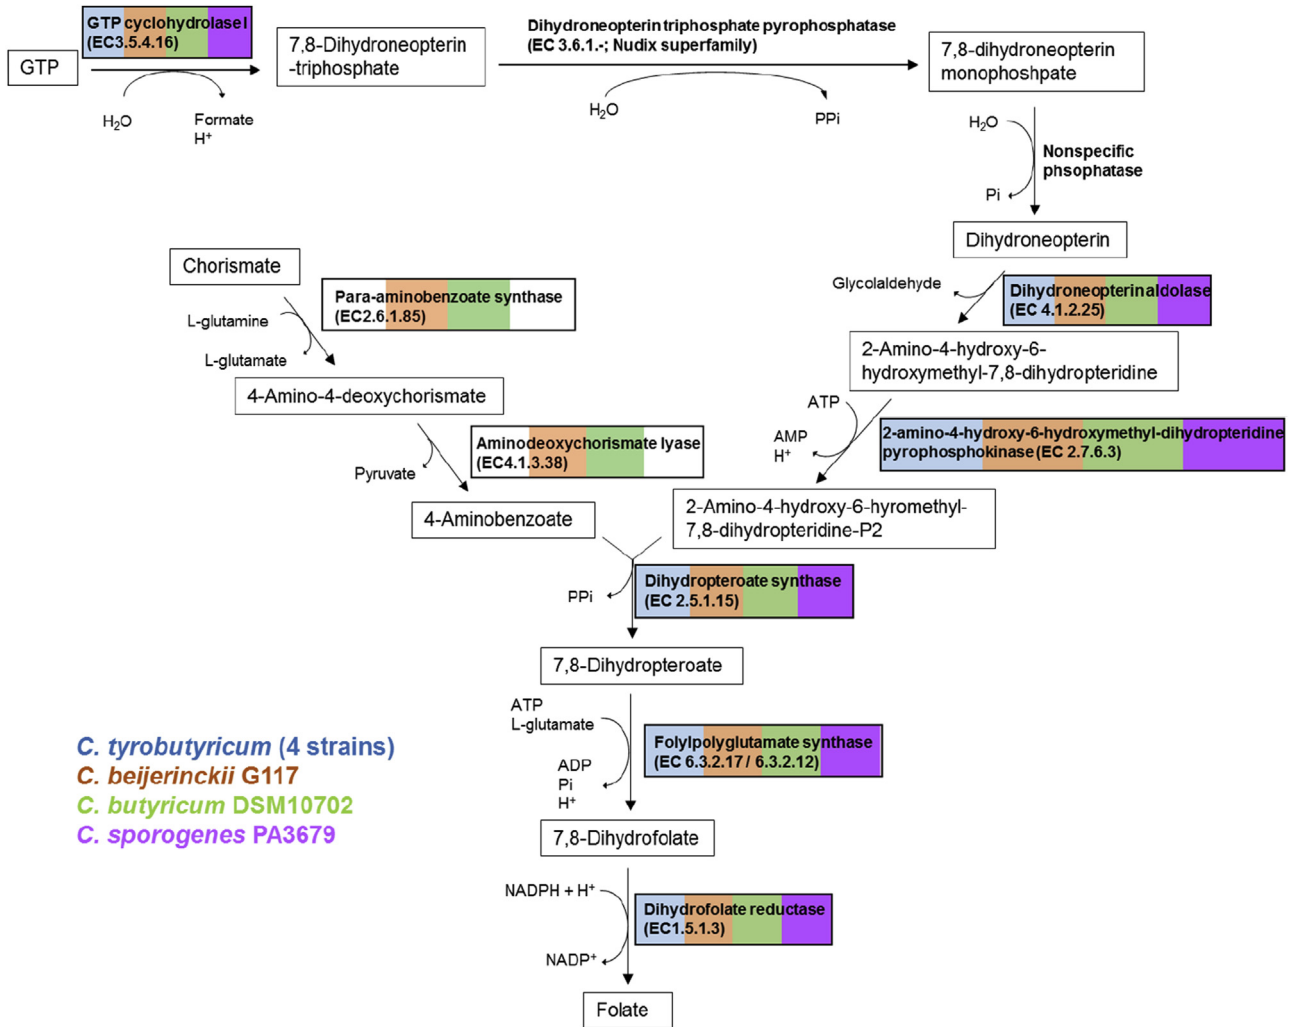 GTP cyclohydrolase I
(EC3.5.4.16)
GTP
7,8-Dihydroneopterin
-triphosphate
Dihydroneopterin triphosphate pyrophosphatase
(EC 3.6.1.-; Nudix superfamily)
7,8-dihydroneopterin
monophoshpate
H2O
Formate
H+
H2O
PPi
H2O
Nonspecific
phsophatase
Pi
Dihydroneopterin
Chorismate
Glycolaldehyde
Dihydroneopterin aldolase
(EC 4.1.2.25)
Para-aminobenzoate synthase
(EC2.6.1.85)
L-glutamine
L-glutamate
2-Amino-4-hydroxy-6-
hydroxymethyl-7,8-dihydropteridine
4-Amino-4-deoxychorismate
ATP
AMP
H+
2-amino-4-hydroxy-6-hydroxymethyl-dihydropteridine
pyrophosphokinase (EC 2.7.6.3)
Aminodeoxychorismate lyase
(EC4.1.3.38)
Pyruvate
4-Aminobenzoate
2-Amino-4-hydroxy-6-hyromethyl-
7,8-dihydropteridine-P2
Dihydropteroate synthase
(EC 2.5.1.15)
PPi
7,8-Dihydropteroate
ATP
L-glutamate
Folylpolyglutamate synthase
(EC 6.3.2.17 / 6.3.2.12)
ADP
Pi
H+
C. tyrobutyricum (4 strains)
C. beijerinckii G117
C. butyricum DSM10702
C. sporogenes PA3679
7,8-Dihydrofolate
NADPH + H+
Dihydrofolate reductase
(EC1.5.1.3)
NADP+
Folate